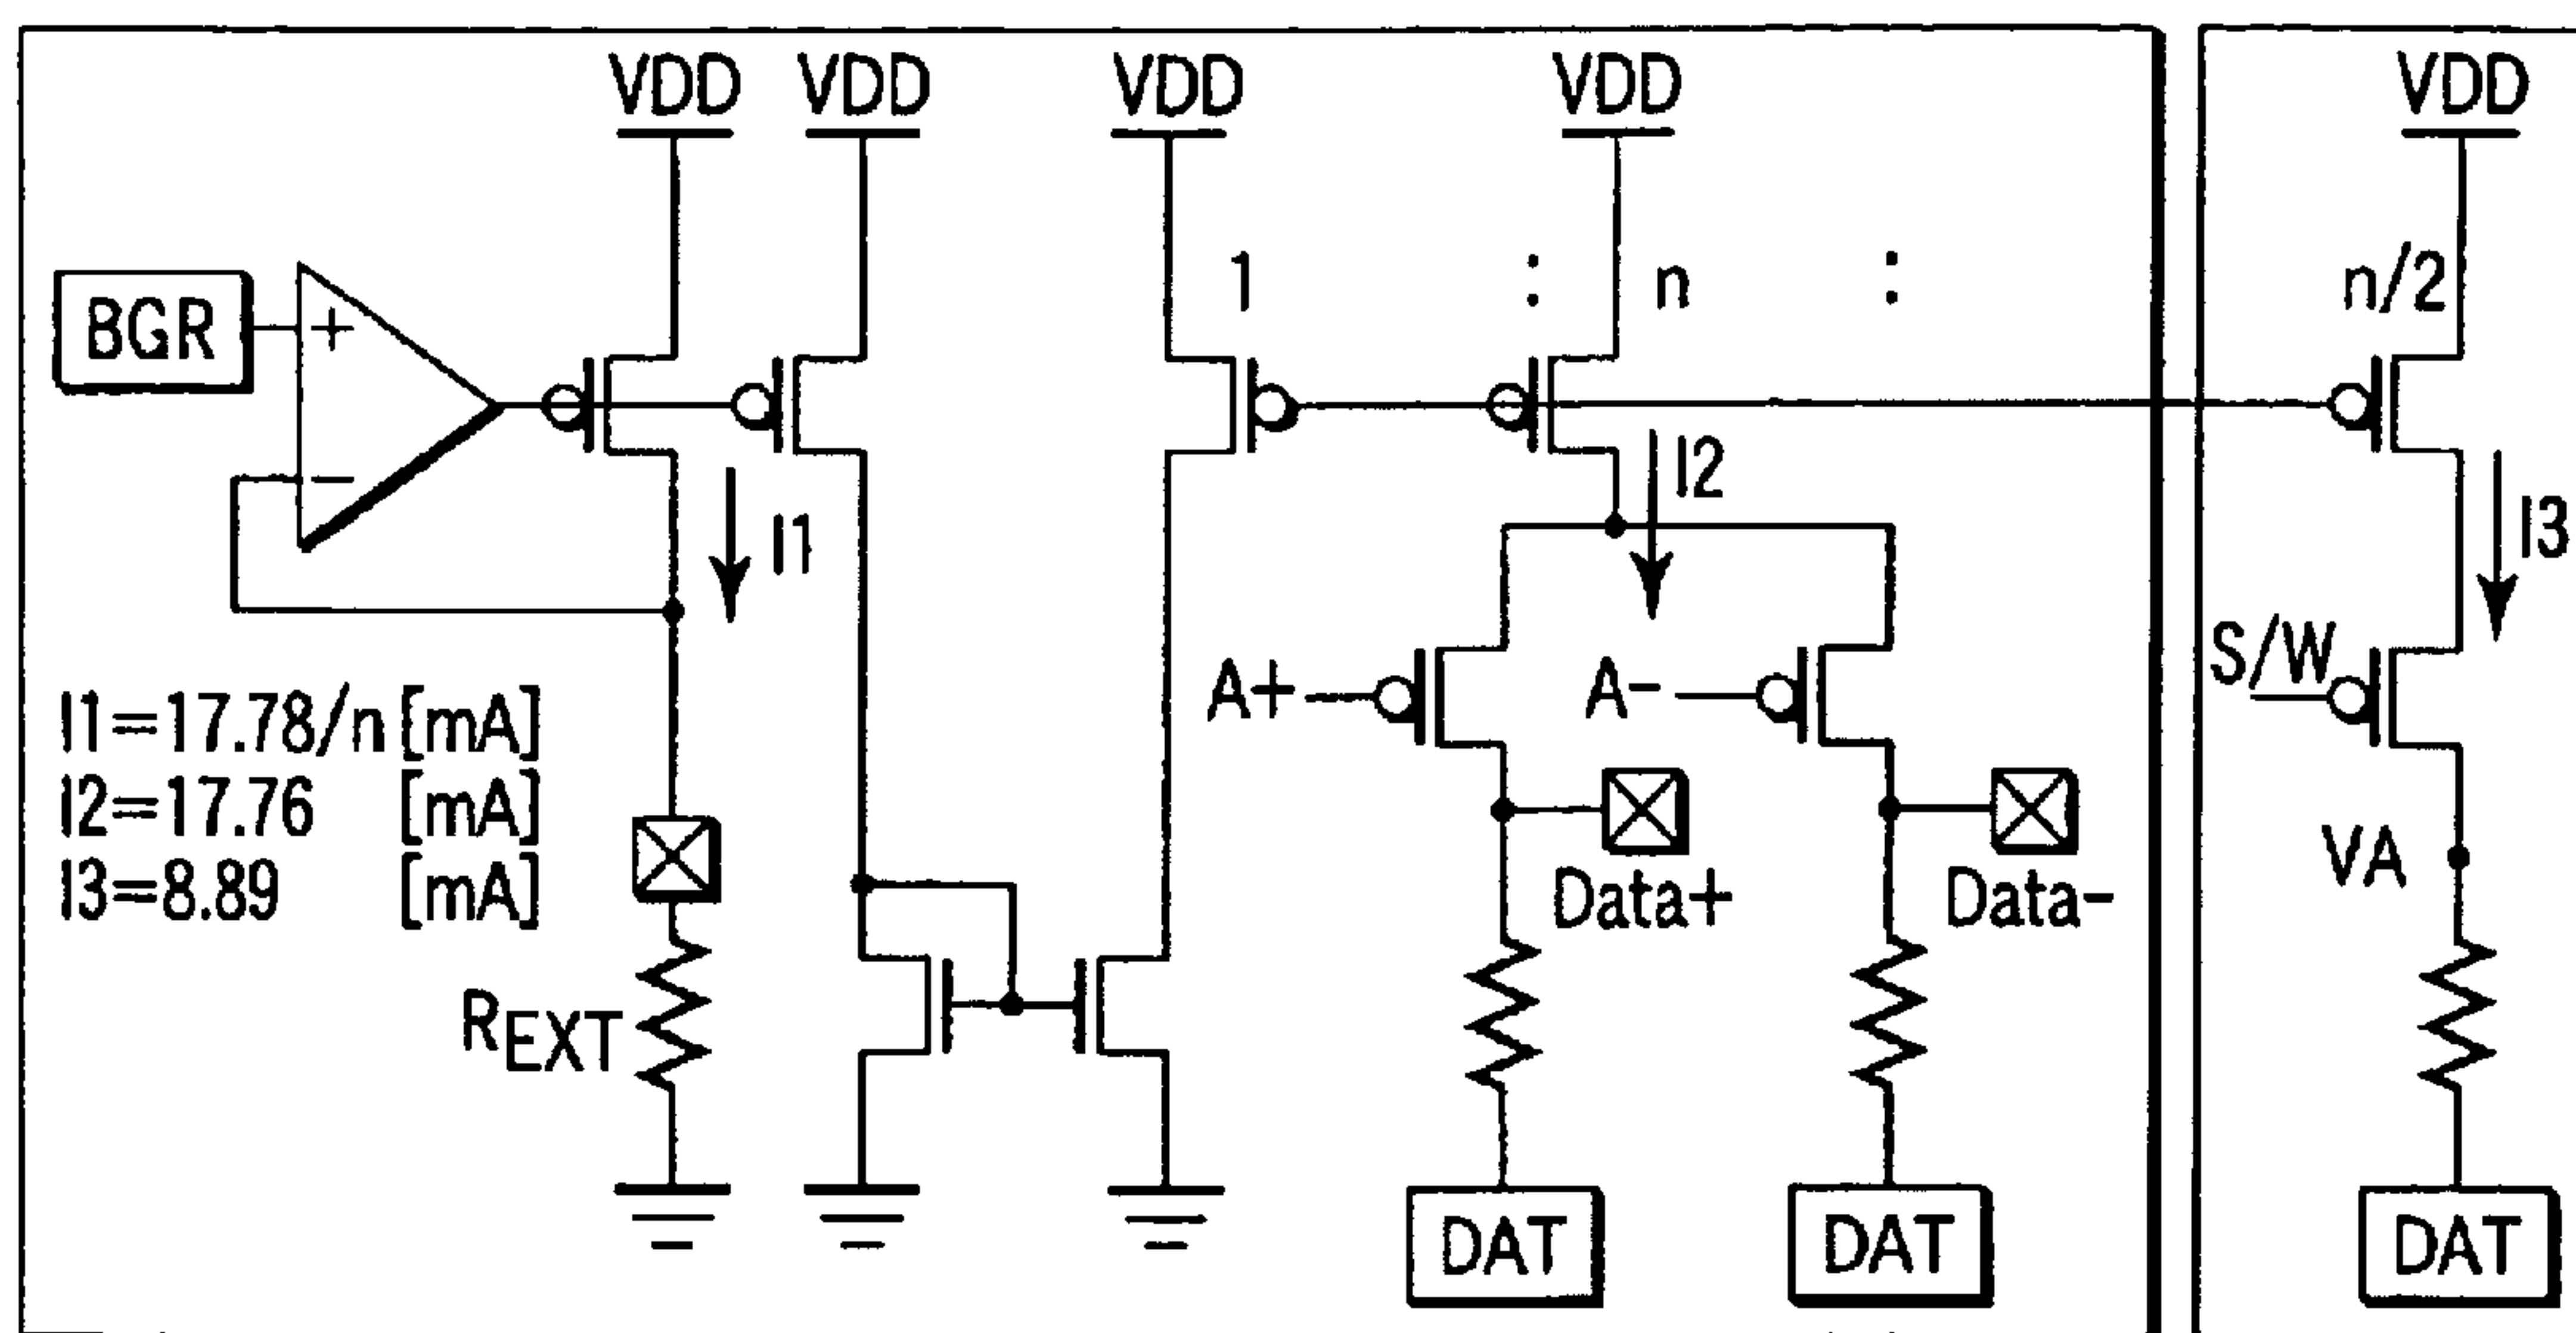 VDD VDD VDD VDD VDD
1 : n : n/2
BGR
+
−
I1
I2
I3
A+ A- S/W
I1=17.78/n [mA]
I2=17.76 [mA]
I3=8.89 [mA]
Data+ Data- VA
REXT
DAT DAT DAT